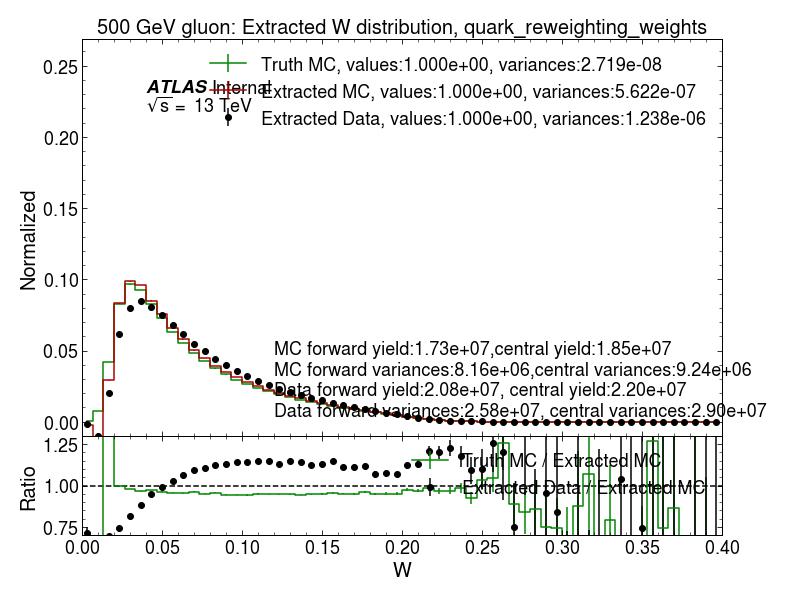 500 GeV gluon: Extracted W distribution, quark_reweighting_weights
Truth MC, values:1.000e+00, variances:2.719e-08
ATLAS Internal
Extracted MC, values:1.000e+00, variances:5.622e-07
√s = 13 TeV
Extracted Data, values:1.000e+00, variances:1.238e-06
0.25
0.20
0.15
0.10
0.05
0.00
Normalized
MC forward yield:1.73e+07,central yield:1.85e+07
MC forward variances:8.16e+06,central variances:9.24e+06
Data forward yield:2.08e+07, central yield:2.20e+07
Data forward variances:2.58e+07, central variances:2.90e+07
1.25
1.00
0.75
Ratio
Truth MC / Extracted MC
Extracted Data / Extracted MC
0.00 0.05 0.10 0.15 0.20 0.25 0.30 0.35 0.40
W